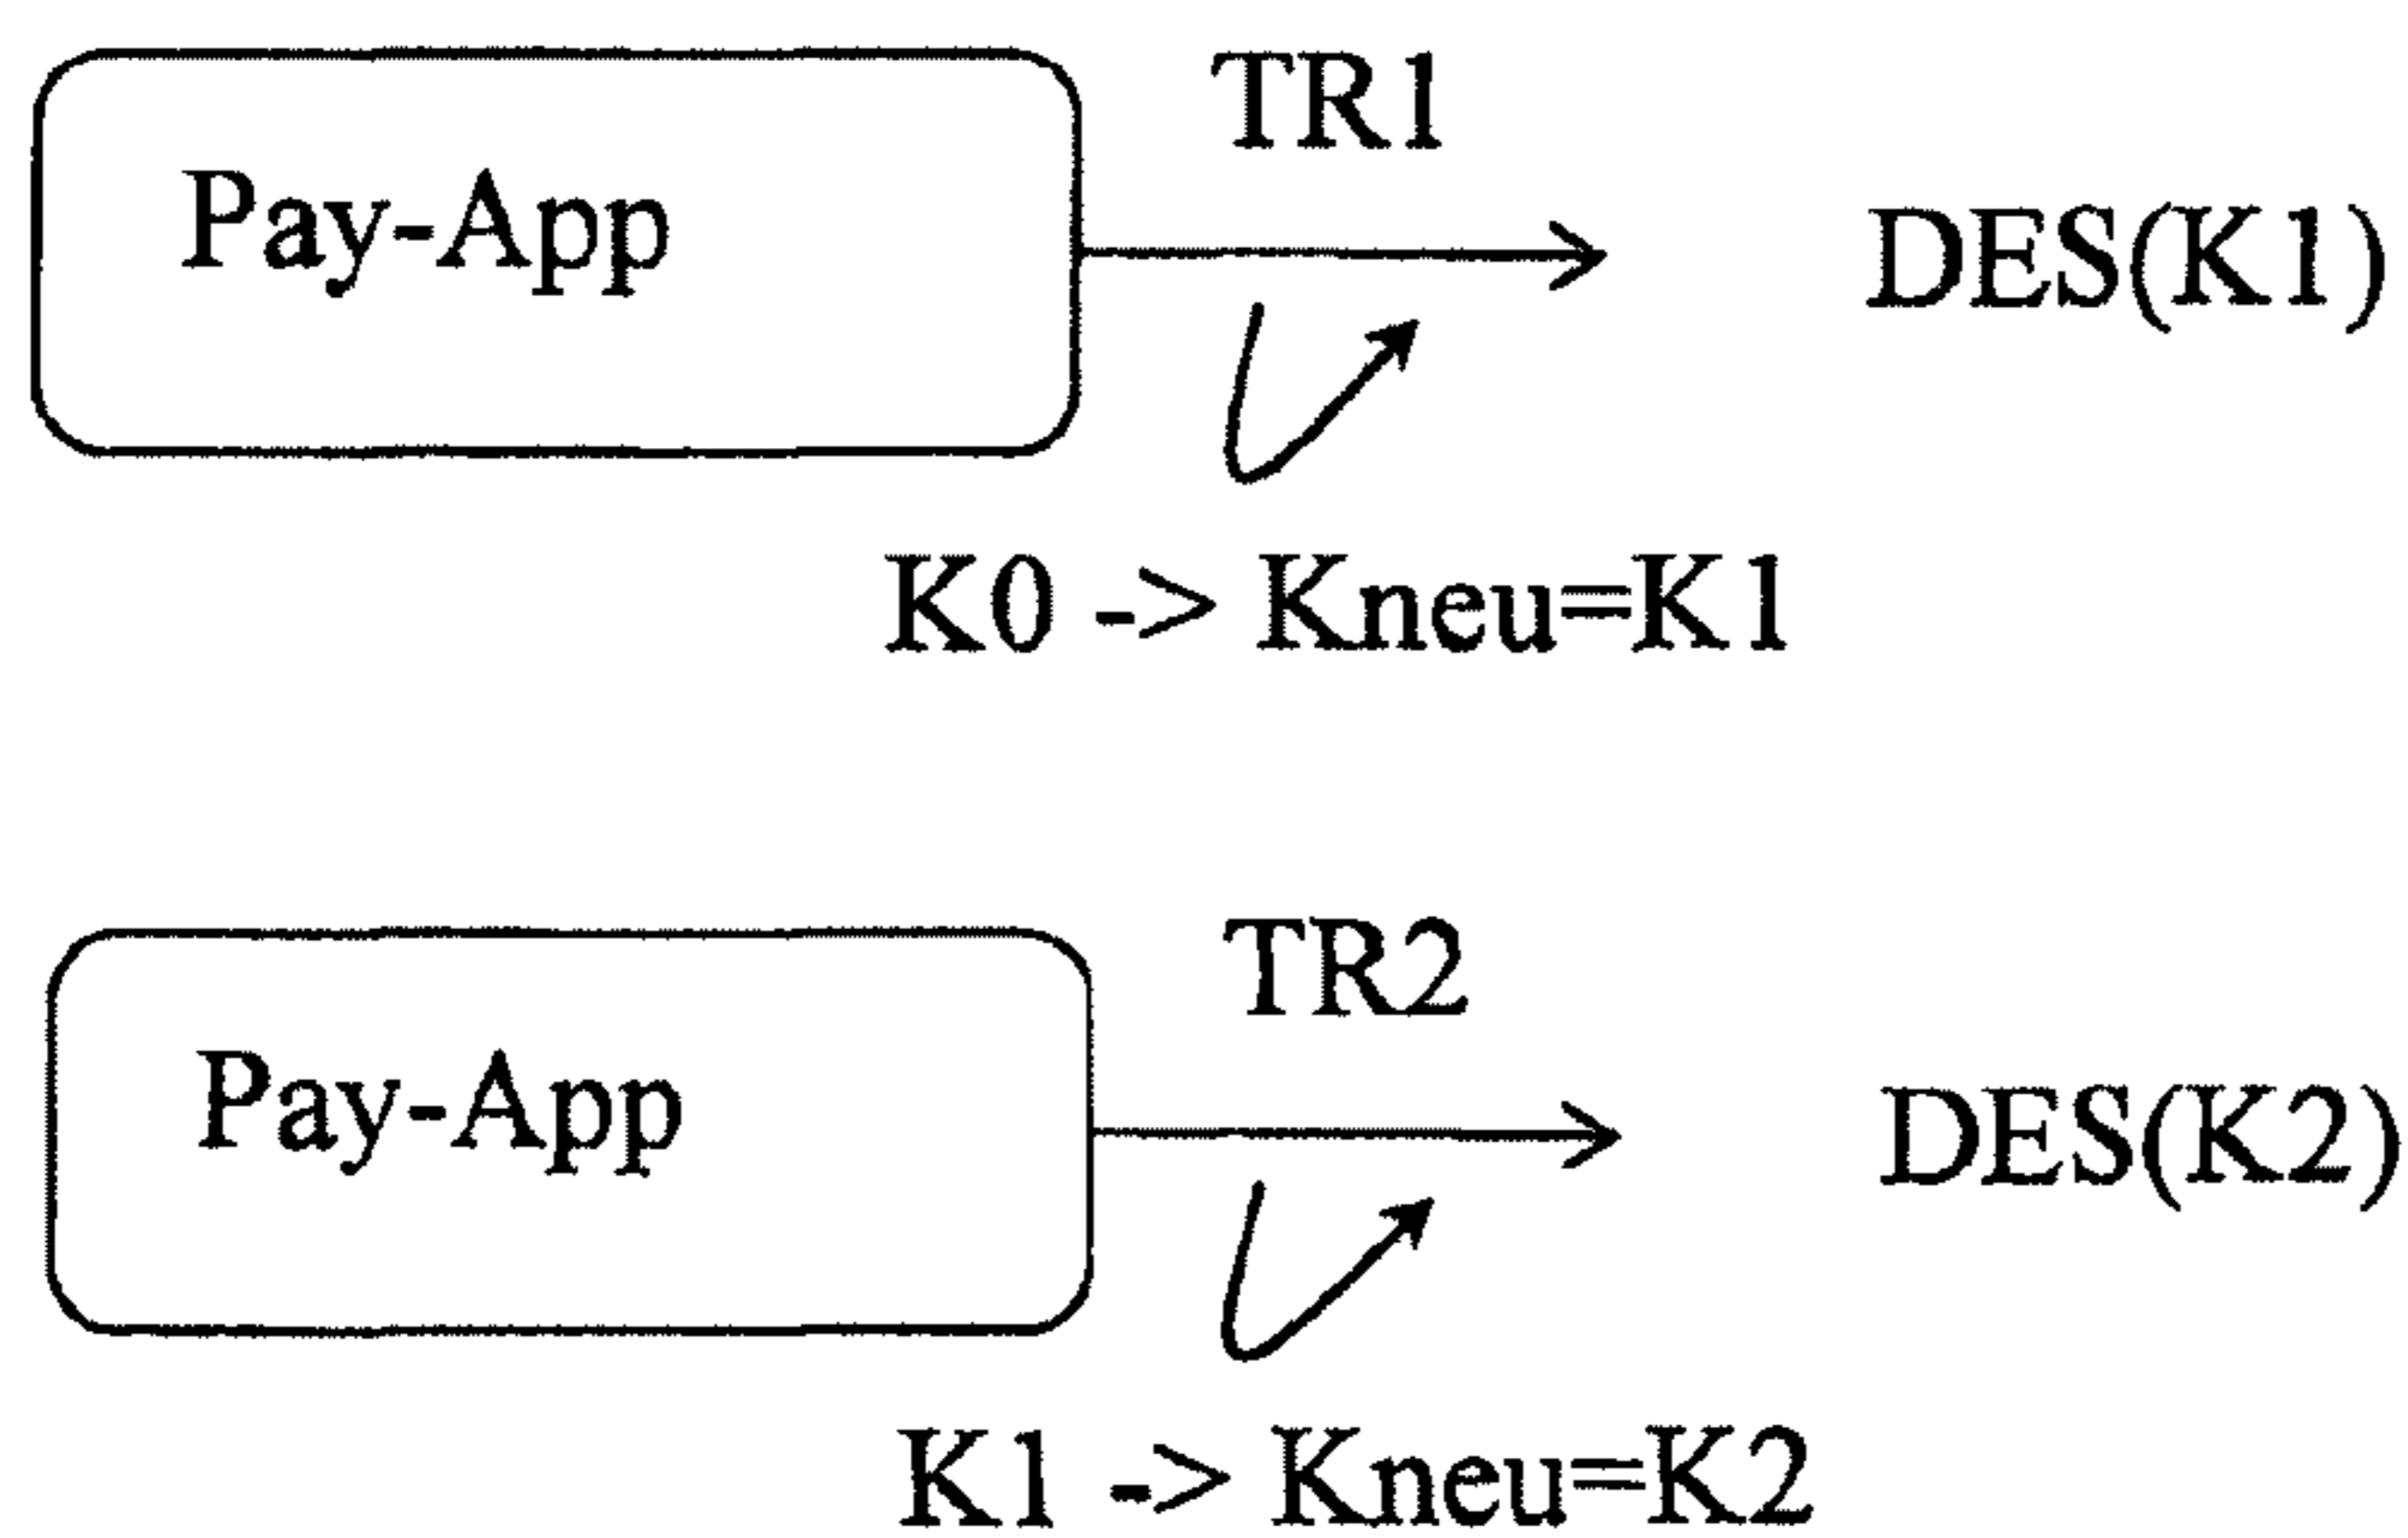 TR1
Pay-App
DES(K1)
K0 -> Kneu=K1
TR2
Pay-App
DES(K2)
K1 -> Kneu=K2